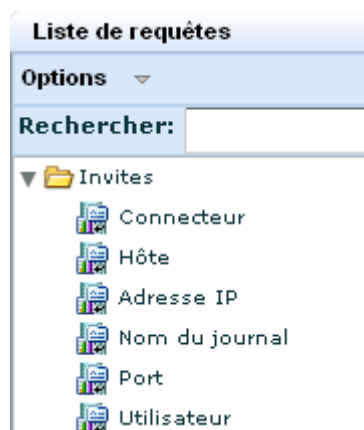 Liste de requêtes
Options
Rechercher:
Invites
Connecteur
Hôte
Adresse IP
Nom du journal
Port
Utilisateur